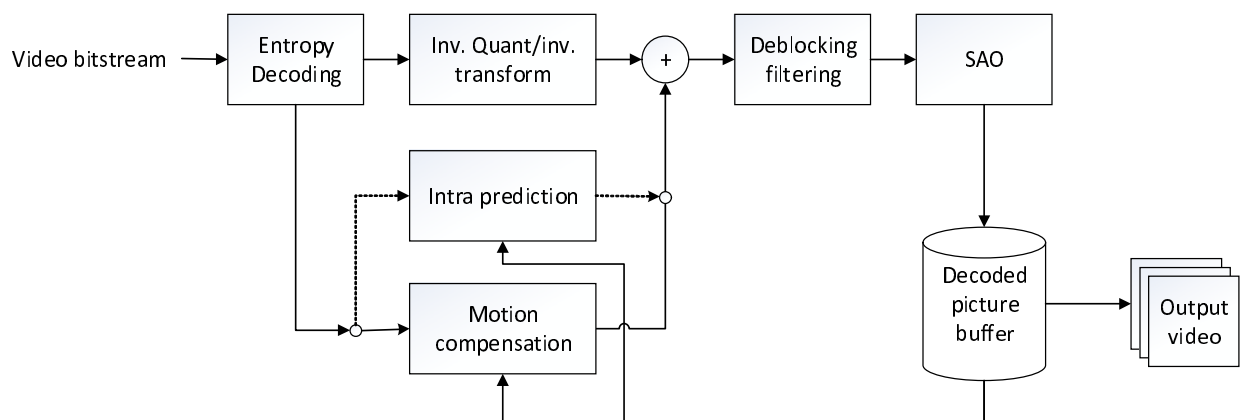 Video bitstream
Entropy
Decoding
Inv. Quant/inv.
transform
+
Deblocking
filtering
SAO
Intra prediction
Motion
compensation
Decoded
picture
buffer
Output
video